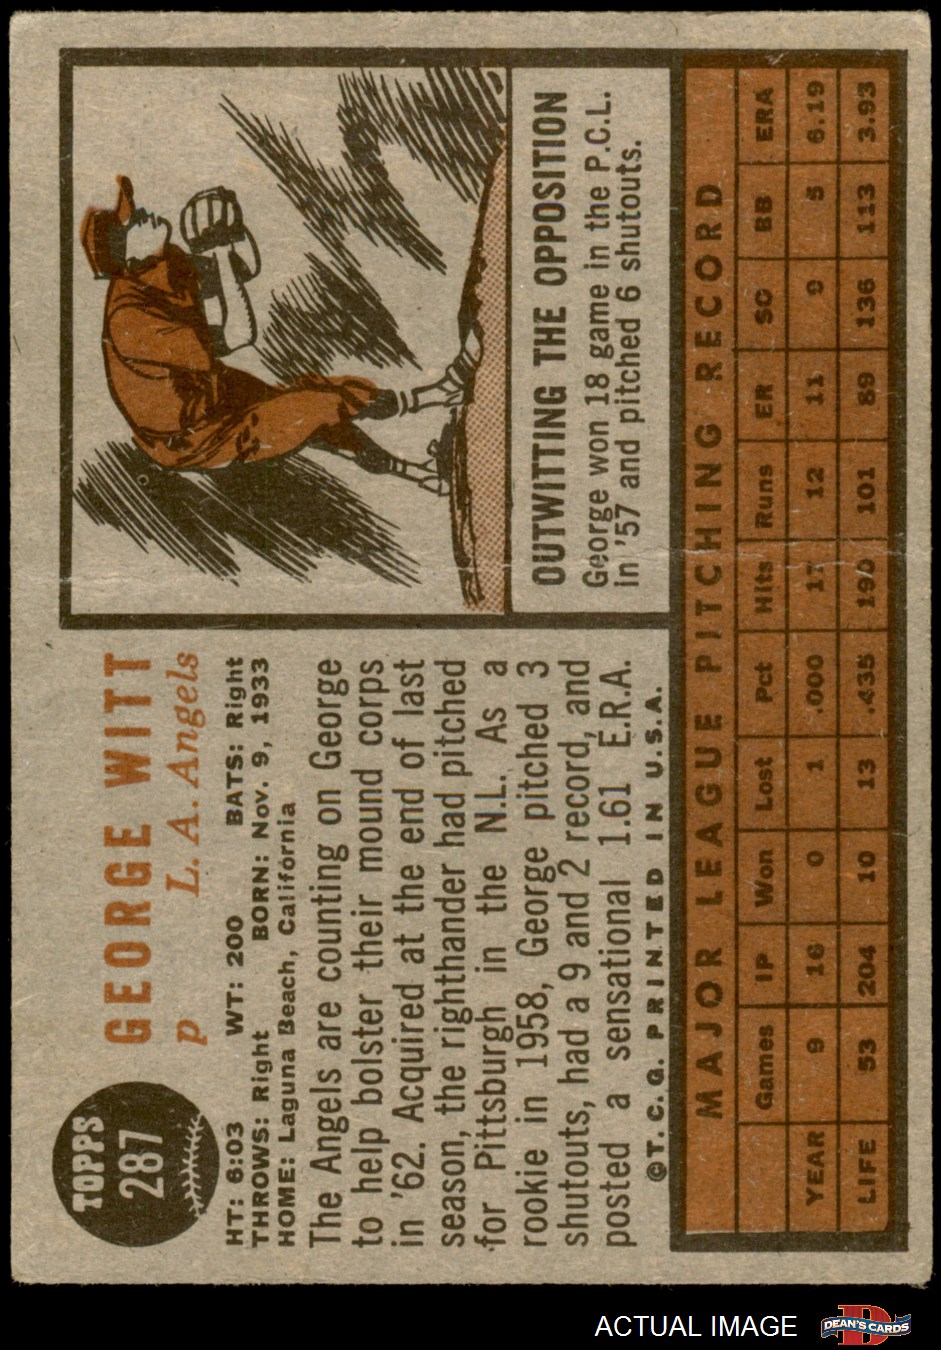 TOPPS
287
GEORGE WITT
p L. A. Angels
HT: 6:03 WT: 200 BATS: Right
THROWS: Right BORN: Nov. 9, 1933
HOME: Laguna Beach, California
The Angels are counting on George
to help bolster their mound corps
in '62. Acquired at the end of last
season, the righthander had pitched
for Pittsburgh in the N.L. As a
rookie in 1958, George pitched 3
shutouts, had a 9 and 2 record, and
posted a sensational 1.61 E.R.A.
©T. C. G. PRINTED IN U.S.A.
OUTWITTING THE OPPOSITION
George won 18 game in the P.C.L.
in '57 and pitched 6 shutouts.
MAJOR LEAGUE PITCHING RECORD
Games IP Won Lost Pct Hits Runs ER SO BB ERA
YEAR 9 16 0 1 .000 17 12 11 9 5 6.19
LIFE 53 204 10 13 .435 190 101 89 136 113 3.93
ACTUAL IMAGE
DEAN'S CARDS